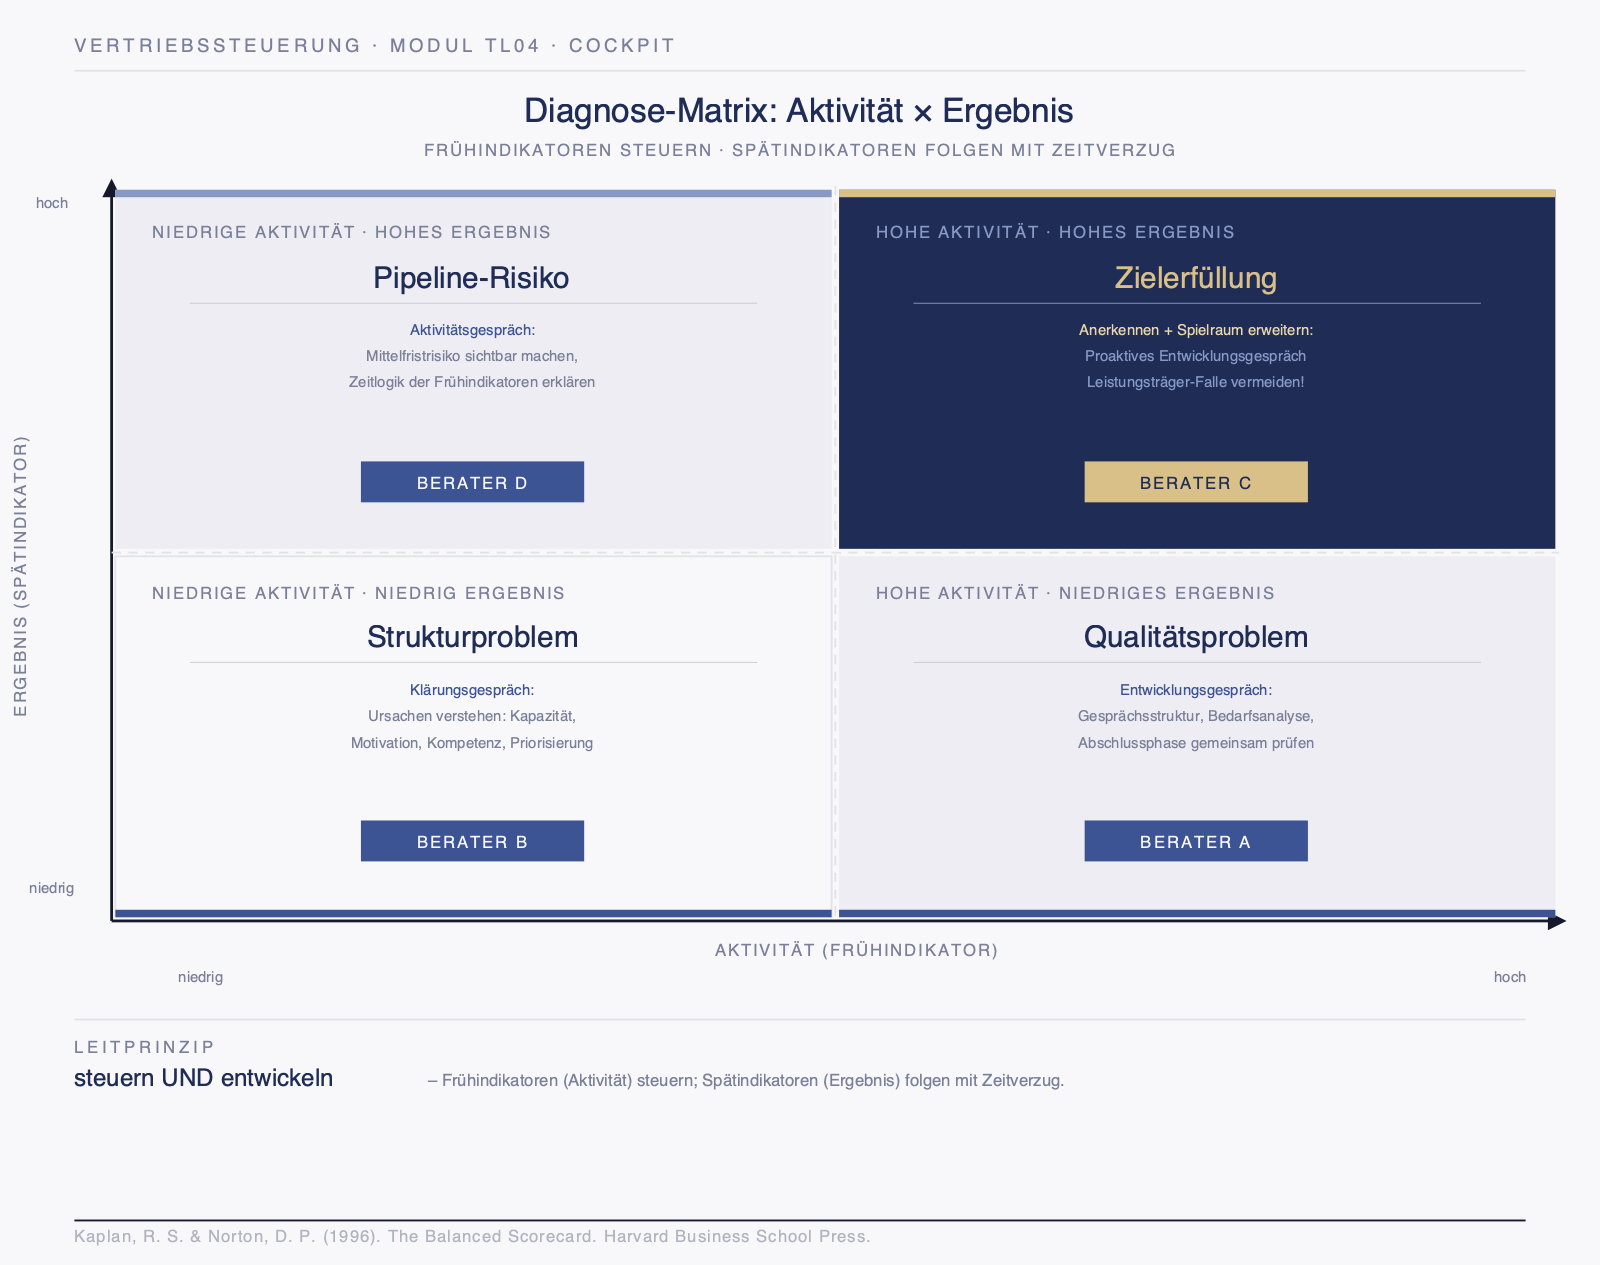 VERTRIEBSSTEUERUNG · MODUL TL04 · COCKPIT
Diagnose-Matrix: Aktivität × Ergebnis
FRÜHINDIKATOREN STEUERN · SPÄTINDIKATOREN FOLGEN MIT ZEITVERZUG
hoch
ERGEBNIS (SPÄTINDIKATOR)
niedrig
NIEDRIGE AKTIVITÄT · HOHES ERGEBNIS
Pipeline-Risiko
Aktivitätsgespräch:
Mittelfristrisiko sichtbar machen,
Zeitlogik der Frühindikatoren erklären
BERATER D
HOHE AKTIVITÄT · HOHES ERGEBNIS
Zielerfüllung
Anerkennen + Spielraum erweitern:
Proaktives Entwicklungsgespräch
Leistungsträger-Falle vermeiden!
BERATER C
NIEDRIGE AKTIVITÄT · NIEDRIG ERGEBNIS
Strukturproblem
Klärungsgespräch:
Ursachen verstehen: Kapazität,
Motivation, Kompetenz, Priorisierung
BERATER B
HOHE AKTIVITÄT · NIEDRIGES ERGEBNIS
Qualitätsproblem
Entwicklungsgespräch:
Gesprächsstruktur, Bedarfsanalyse,
Abschlussphase gemeinsam prüfen
BERATER A
AKTIVITÄT (FRÜHINDIKATOR)
niedrig
hoch
LEITPRINZIP
steuern UND entwickeln – Frühindikatoren (Aktivität) steuern; Spätindikatoren (Ergebnis) folgen mit Zeitverzug.
Kaplan, R. S. & Norton, D. P. (1996). The Balanced Scorecard. Harvard Business School Press.